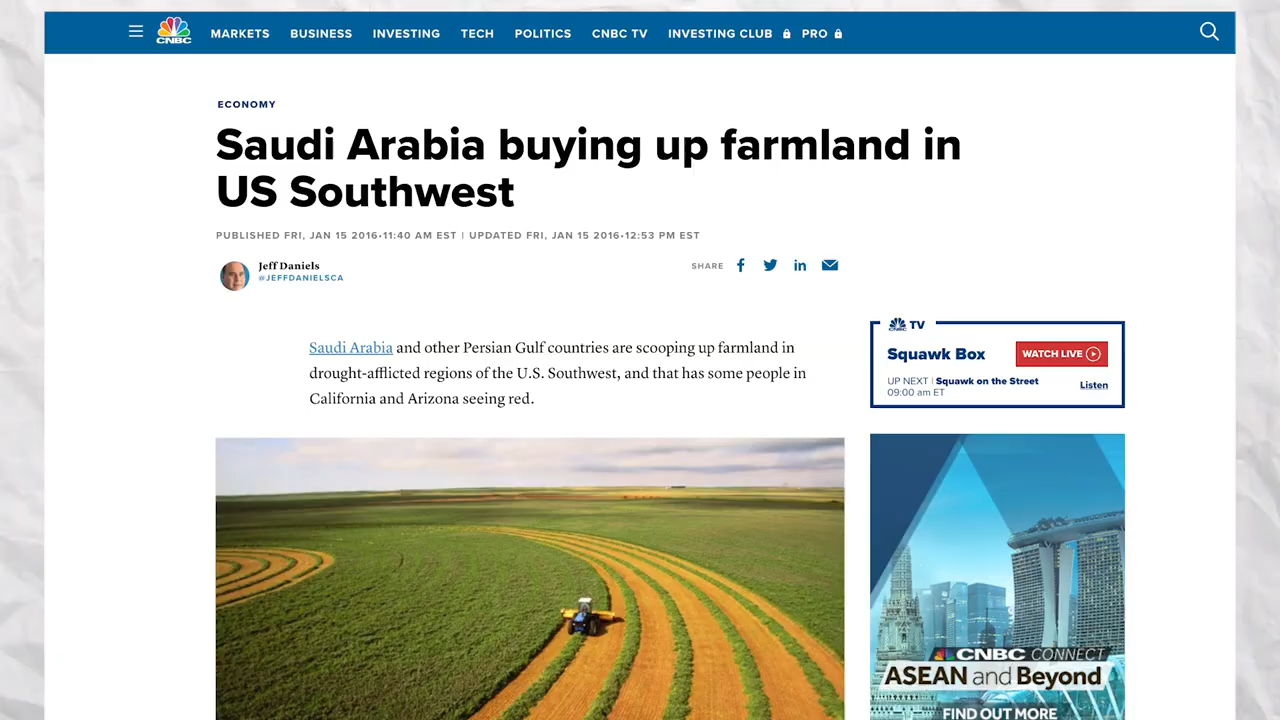 CNBC
MARKETS BUSINESS INVESTING TECH POLITICS CNBC TV INVESTING CLUB PRO
ECONOMY
Saudi Arabia buying up farmland in
US Southwest
PUBLISHED FRI, JAN 15 2016•11:40 AM EST | UPDATED FRI, JAN 15 2016•12:53 PM EST
Jeff Daniels
@JEFFDANIELSCA
SHARE
Saudi Arabia and other Persian Gulf countries are scooping up farmland in
drought-afflicted regions of the U.S. Southwest, and that has some people in
California and Arizona seeing red.
CNBC TV
Squawk Box
WATCH LIVE
UP NEXT | Squawk on the Street
09:00 am ET
Listen
CNBC CONNECT
ASEAN and Beyond
FIND OUT MORE